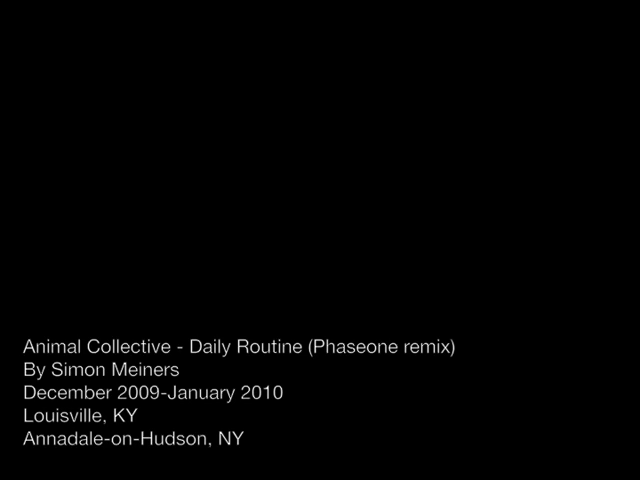 Animal Collective - Daily Routine (Phaseone remix)
By Simon Meiners
December 2009-January 2010
Louisville, KY
Annadale-on-Hudson, NY